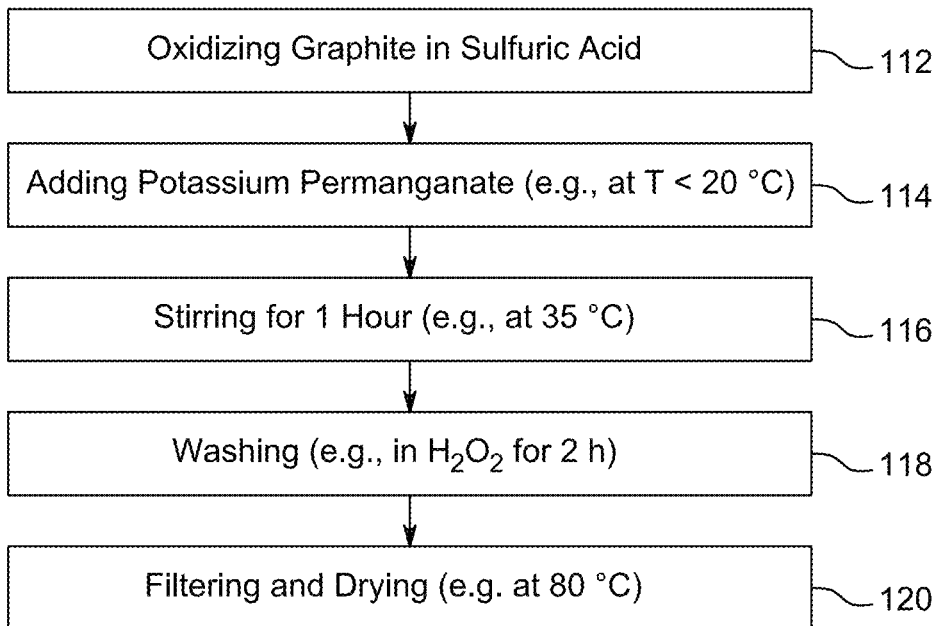 Oxidizing Graphite in Sulfuric Acid
112
Adding Potassium Permanganate (e.g., at T < 20 °C)
114
Stirring for 1 Hour (e.g., at 35 °C)
116
Washing (e.g., in H₂O₂ for 2 h)
118
Filtering and Drying (e.g. at 80 °C)
120